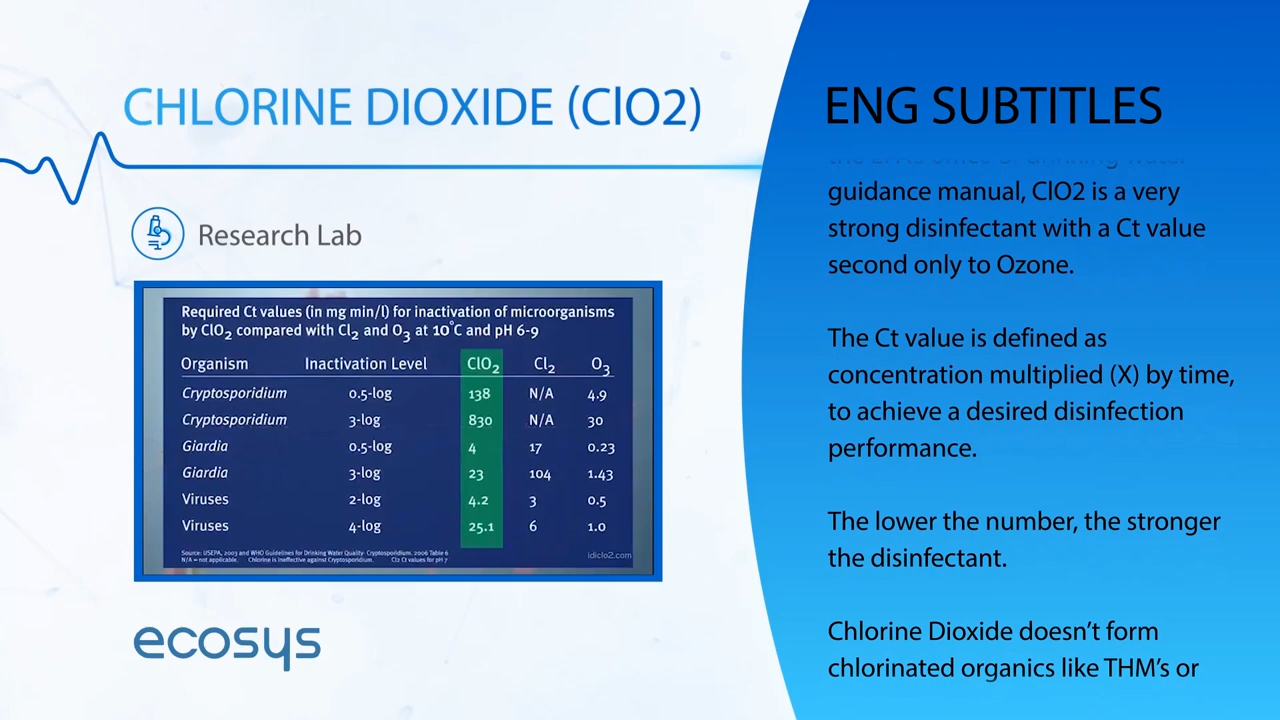 CHLORINE DIOXIDE (ClO2)
Research Lab
Required Ct values (in mg min/l) for inactivation of microorganisms
by ClO2 compared with Cl2 and O3 at 10°C and pH 6-9
Organism Inactivation Level ClO2 Cl2 O3
Cryptosporidium 0.5-log 138 N/A 4.9
Cryptosporidium 3-log 830 N/A 30
Giardia 0.5-log 4 17 0.23
Giardia 3-log 23 104 1.43
Viruses 2-log 4.2 3 0.5
Viruses 4-log 25.1 6 1.0
Source: USEPA, 2003 and WHO Guidelines for Drinking Water Quality- Cryptosporidium. 2006 Table 6
N/A = not applicable. Chlorine is ineffective against Cryptosporidium. Cl2 Ct values for pH 7
idiclo2.com
ecosys
ENG SUBTITLES
drinking water
guidance manual, ClO2 is a very
strong disinfectant with a Ct value
second only to Ozone.
The Ct value is defined as
concentration multiplied (X) by time,
to achieve a desired disinfection
performance.
The lower the number, the stronger
the disinfectant.
Chlorine Dioxide doesn't form
chlorinated organics like THM's or